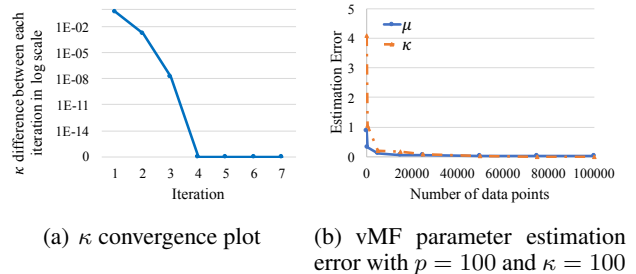 κ difference between each
iteration in log scale
1E-02
1E-05
1E-08
1E-11
1E-14
0
1 2 3 4 5 6 7
Iteration
(a) κ convergence plot
Estimation Error
5
4
3
2
1
0
μ
κ
0 20000 40000 60000 80000 100000
Number of data points
(b) vMF parameter estimation
error with p = 100 and κ = 100